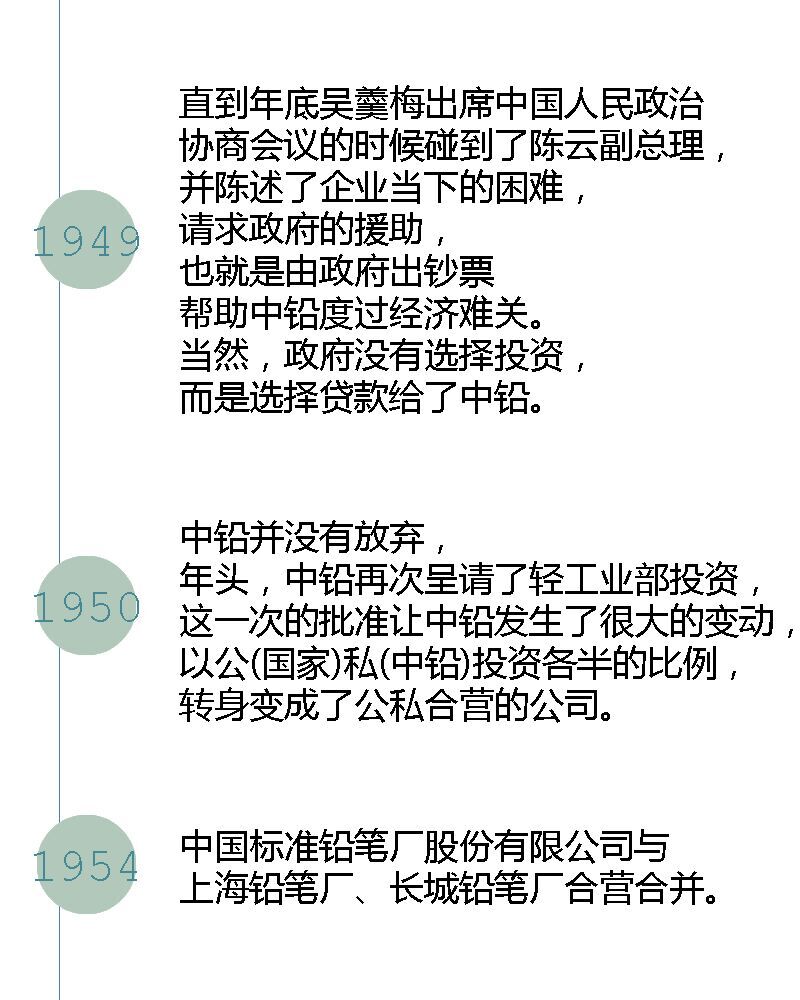 直到年底吴羹梅出席中国人民政治
协商会议的时候碰到了陈云副总理，
并陈述了企业当下的困难，
1949
请求政府的援助，
也就是由政府出钞票
帮助中铅度过经济难关。
当然，政府没有选择投资，
而是选择贷款给了中铅。
中铅并没有放弃，
年头，中铅再次呈请了轻工业部投资，
1950
这一次的批准让中铅发生了很大的变动，
以公(国家)私(中铅)投资各半的比例，
转身变成了公私合营的公司。
1954
中国标准铅笔厂股份有限公司与
上海铅笔厂、长城铅笔厂合营合并。